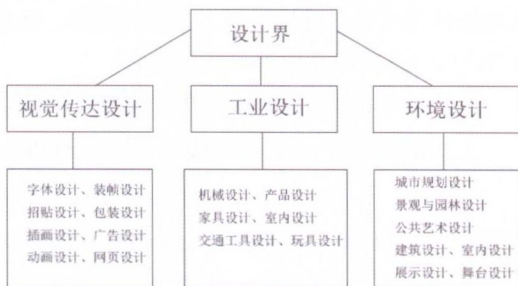 设计界
视觉传达设计
工业设计
环境设计
字体设计、装帧设计
招贴设计、包装设计
插画设计、广告设计
动画设计、网页设计
机械设计、产品设计
家具设计、室内设计
交通工具设计、玩具设计
城市规划设计
景观与园林设计
公共艺术设计
建筑设计、室内设计
展示设计、舞台设计